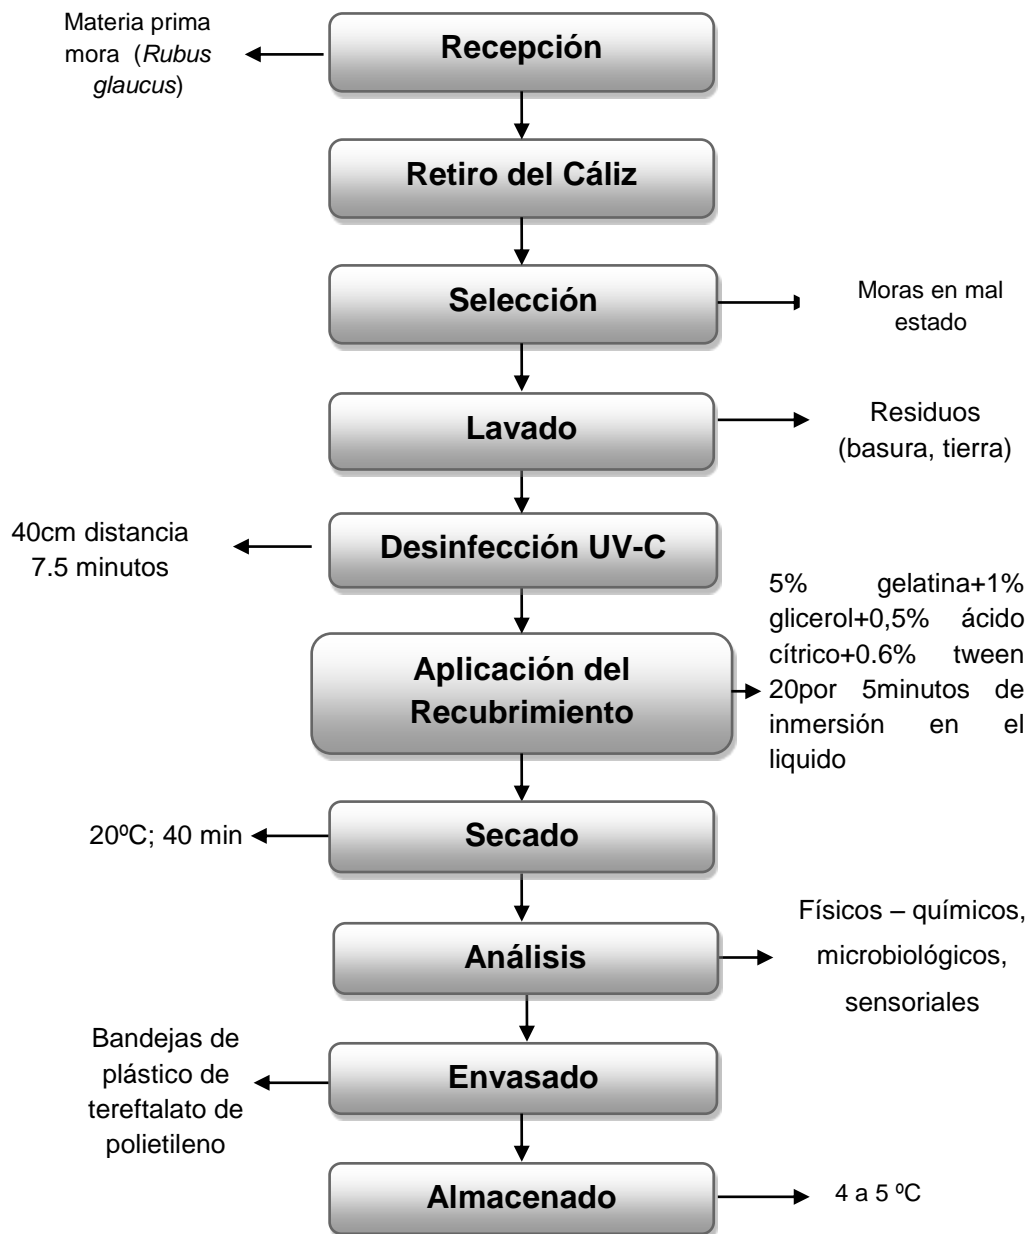 Materia prima
mora (Rubus
glaucus)
Recepción
Retiro del Cáliz
Selección
Moras en mal
estado
Lavado
Residuos
(basura, tierra)
40cm distancia
7.5 minutos
Desinfección UV-C
Aplicación del
Recubrimiento
5% gelatina+1%
glicerol+0,5% ácido
cítrico+0.6% tween
20por 5minutos de
inmersión en el
liquido
20ºC; 40 min
Secado
Análisis
Físicos – químicos,
microbiológicos,
sensoriales
Bandejas de
plástico de
tereftalato de
polietileno
Envasado
Almacenado
4 a 5 ºC